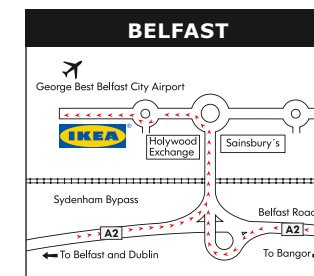 BELFAST
George Best Belfast City Airport
IKEA®
Holywood
Exchange
Sainsbury´s
Sydenham Bypass
Belfast Road
A2
A2
To Belfast and Dublin
To Bangor